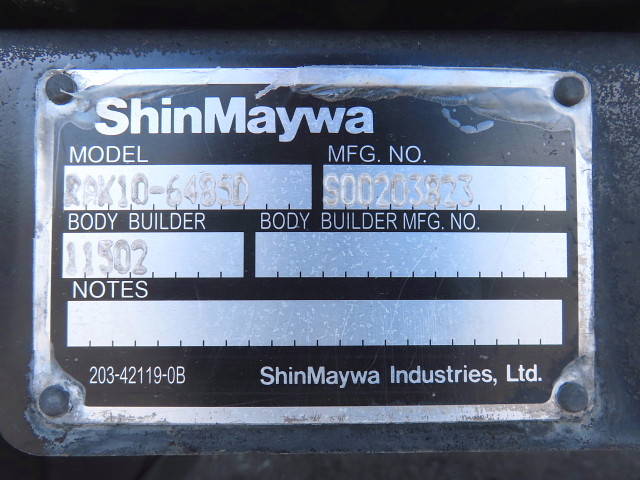 ShinMaywa
MODEL MFG. NO.
RAK10-6485D S00203823
BODY BUILDER BODY BUILDER MFG. NO.
11502
NOTES
203-42119-0B ShinMaywa Industries, Ltd.